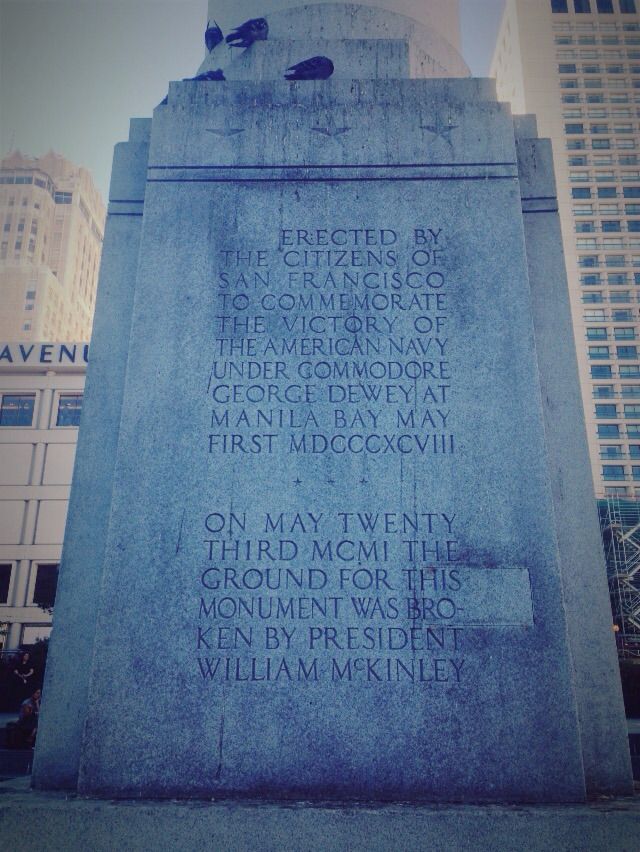 AVENU
ERECTED BY
THE CITIZENS OF
SAN FRANCISCO
TO COMMEMORATE
THE VICTORY OF
THE AMERICAN NAVY
UNDER COMMODORE
GEORGE DEWEY AT
MANILA BAY MAY
FIRST MDCCCXCVIII
ON MAY TWENTY
THIRD MCMI THE
GROUND FOR THIS
MONUMENT WAS BRO-
KEN BY PRESIDENT
WILLIAM McKINLEY